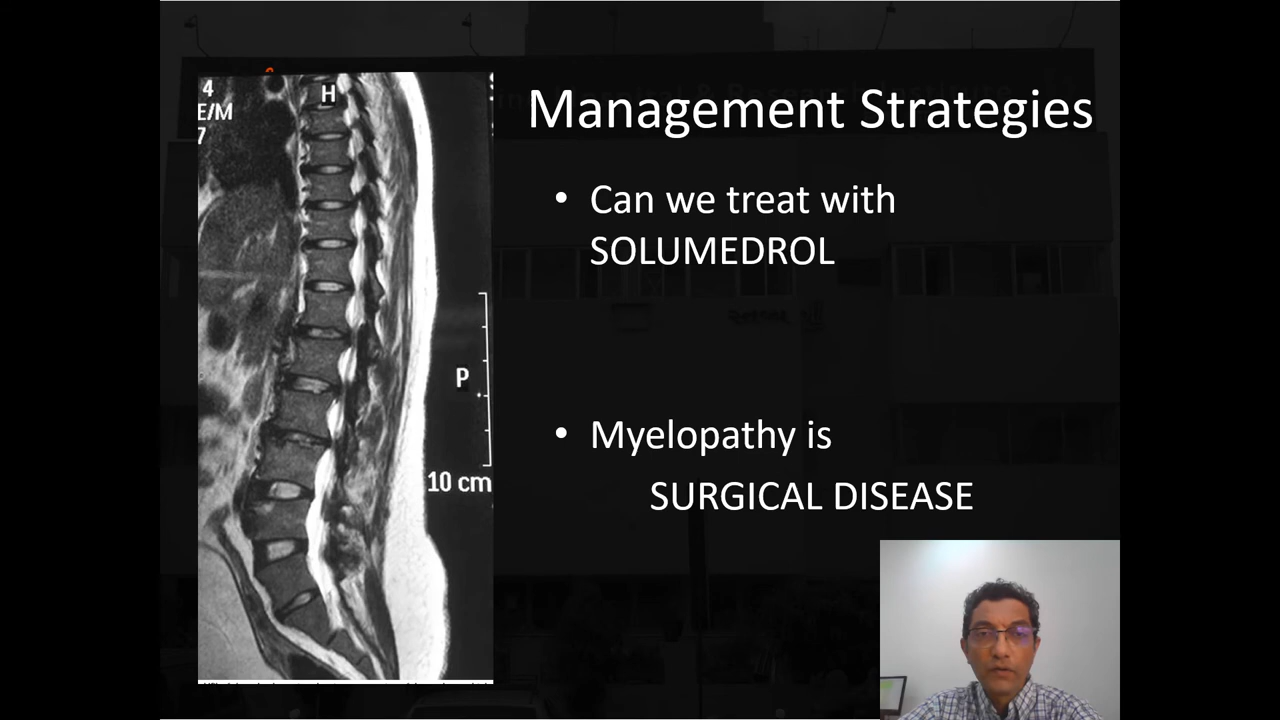 4
H
E/M
7
P
10 cm
Management Strategies
• Can we treat with
SOLUMEDROL
• Myelopathy is
SURGICAL DISEASE